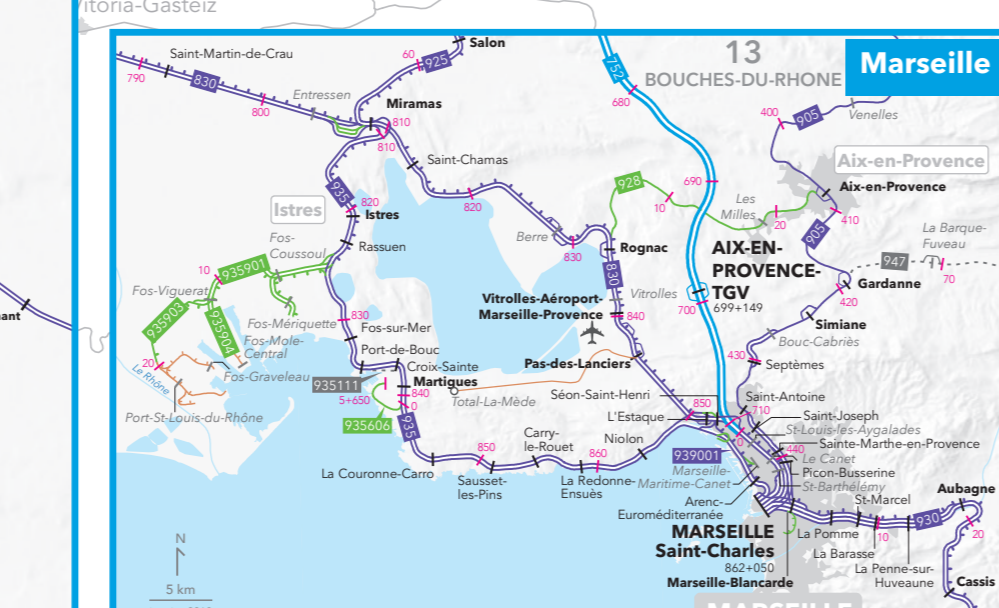 itoria-Gasteiz
Salon
Saint-Martin-de-Crau
60
925
752
13
BOUCHES-DU-RHONE
Marseille
790
830
Entressen
800
Miramas
810
810
680
400
905
Venelles
Saint-Chamas
Aix-en-Provence
935
820
Istres
Istres
820
928
690
10
Les
Milles
20
Aix-en-Provence
410
905
Rassuen
Fos-
Coussoul
Berre
830
Rognac
830
AIX-EN-
PROVENCE-
TGV
699+149
La Barque-
Fuveau
947
70
10
935901
Fos-Viguerat
935903
935904
Vitrolles-Aéroport-
Marseille-Provence
840
Vitrolles
700
Gardanne
420
Fos-Mériquette
830
Fos-sur-Mer
Simiane
Bouc-Cabriès
Fos-Mole-
Central
Port-de-Bouc
Pas-des-Lanciers
430
Septèmes
20
Le Rhône
Fos-Graveleau
935111
Croix-Sainte
Martigues
5+650
840
0
Total-La-Mède
Séon-Saint-Henri
850
Saint-Antoine
710
Port-St-Louis-du-Rhône
935606
935
L'Estaque
0
Saint-Joseph
St-Louis-les-Aygalades
Carry-
le-Rouet
Niolon
Sainte-Marthe-en-Provence
440
850
860
939001
Le Canet
La Couronne-Carro
Sausset-
les-Pins
La Redonne-
Ensuès
Marseille-
Maritime-Canet
Picon-Busserine
St-Barthélémy
Arenc-
Euroméditerranée
St-Marcel
Aubagne
MARSEILLE
Saint-Charles
862+050
Marseille-Blancarde
La Pomme
10
930
20
La Barasse
La Penne-sur-
Huveaune
Cassis
N
5 km
ant